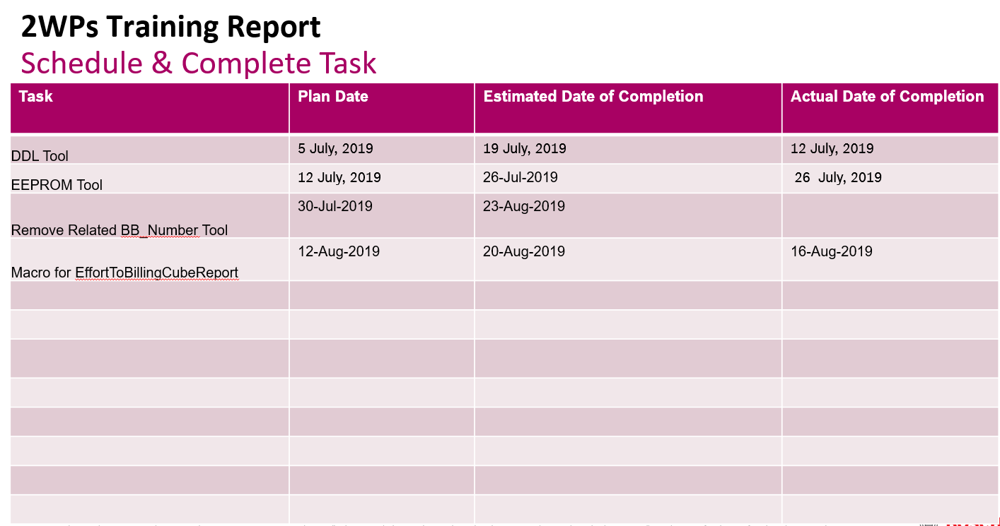 2WPs Training Report
Schedule & Complete Task
Task Plan Date Estimated Date of Completion Actual Date of Completion
DDL Tool 5 July, 2019 19 July, 2019 12 July, 2019
EEPROM Tool 12 July, 2019 26-Jul-2019 26 July, 2019
Remove Related BB_Number Tool 30-Jul-2019 23-Aug-2019
Macro for EffortToBillingCubeReport 12-Aug-2019 20-Aug-2019 16-Aug-2019